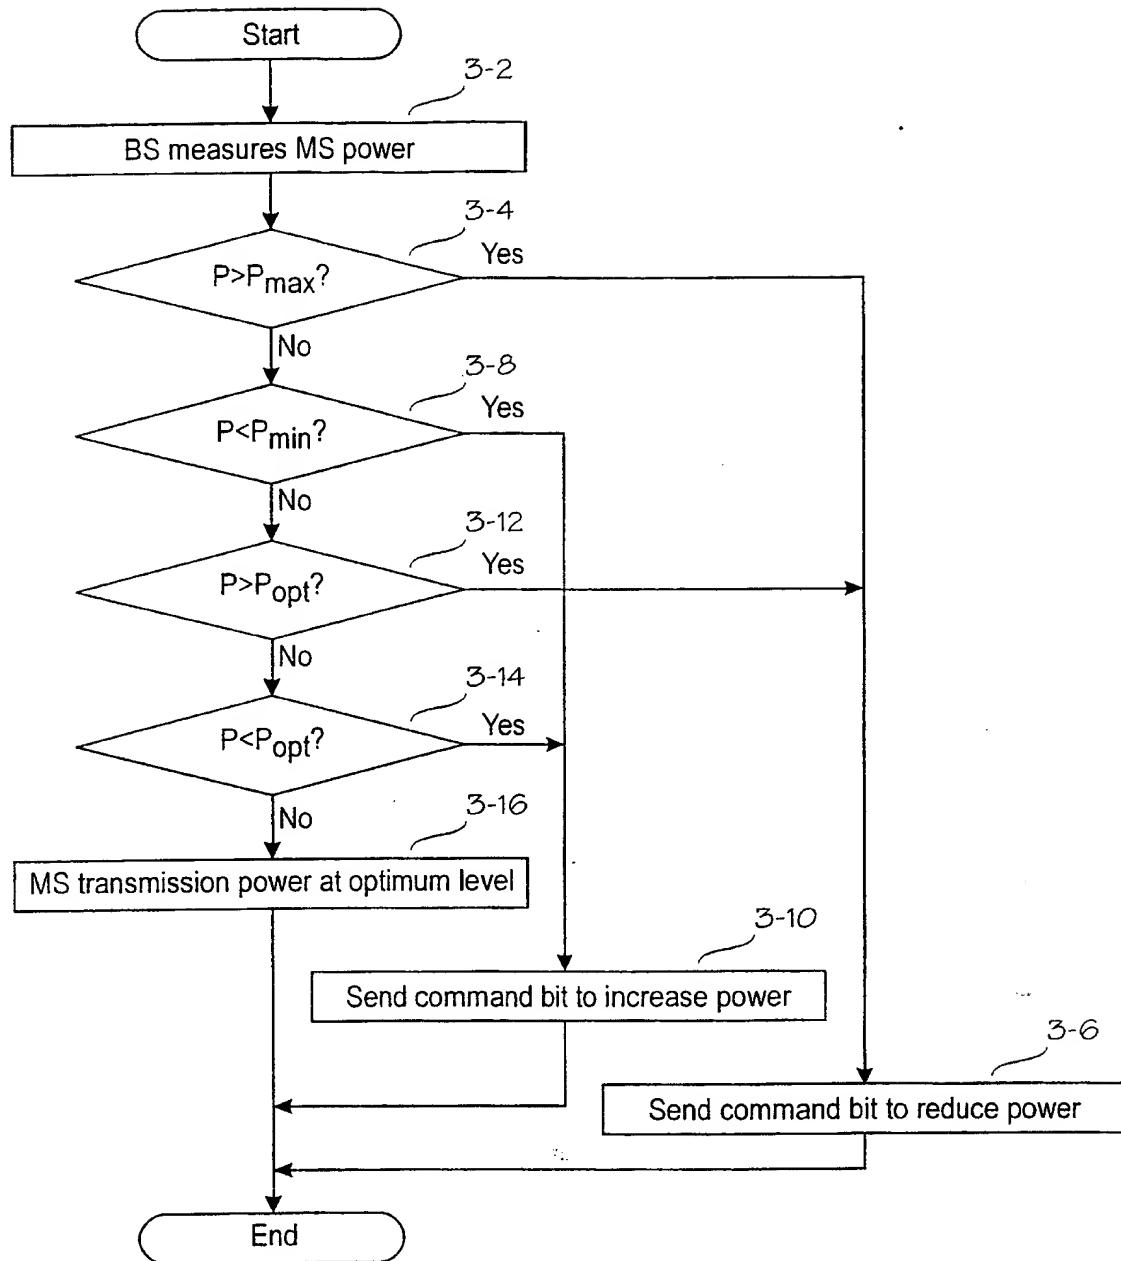 Start
3-2
BS measures MS power
3-4
Yes
P>Pmax?
No
3-8
Yes
P<Pmin?
No
3-12
Yes
P>Popt?
No
3-14
Yes
P<Popt?
No
3-16
MS transmission power at optimum level
3-10
Send command bit to increase power
3-6
Send command bit to reduce power
End